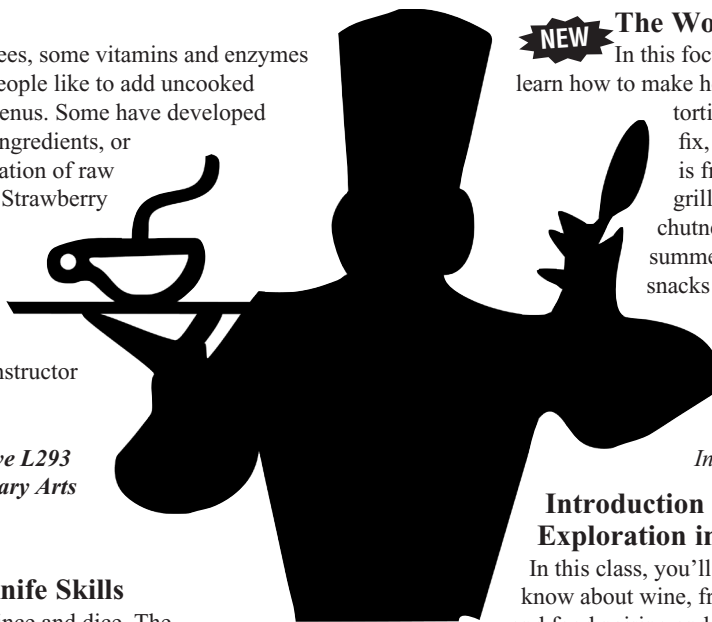 ees, some vitamins and enzymes
eople like to add uncooked
enus. Some have developed
ngredients, or
ation of raw
Strawberry
nstructor
ve L293
ary Arts
nife Skills
ince and dice. The
NEW
The Wo
In this foc
learn how to make h
torti
fix,
is fr
grill
chutne
summe
snacks
In
Introduction
Exploration in
In this class, you'll
know about wine, fr